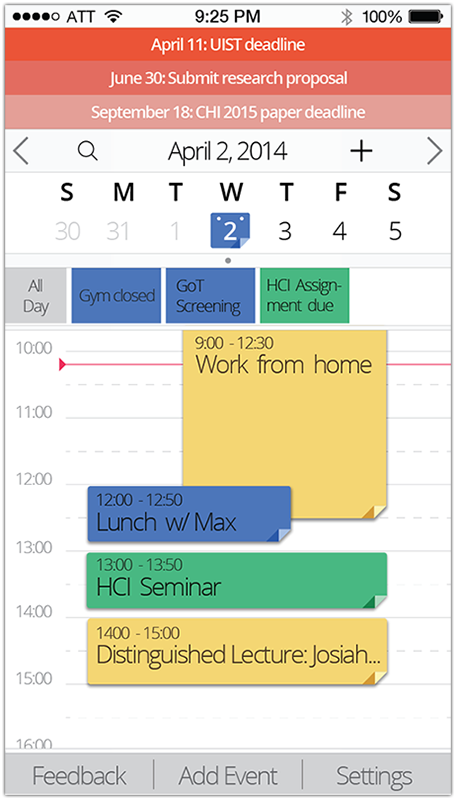 ATT 9:25 PM 100%
April 11: UIST deadline
June 30: Submit research proposal
September 18: CHI 2015 paper deadline
April 2, 2014
S M T W T F S
30 31 1 2 3 4 5
All
Day
Gym closed
GoT
Screening
HCI Assign-
ment due
10:00
9:00 - 12:30
Work from home
11:00
12:00
12:00 - 12:50
Lunch w/ Max
13:00
13:00 - 13:50
HCI Seminar
14:00
1400 - 15:00
Distinguished Lecture: Josiah...
15:00
16:00
Feedback Add Event Settings